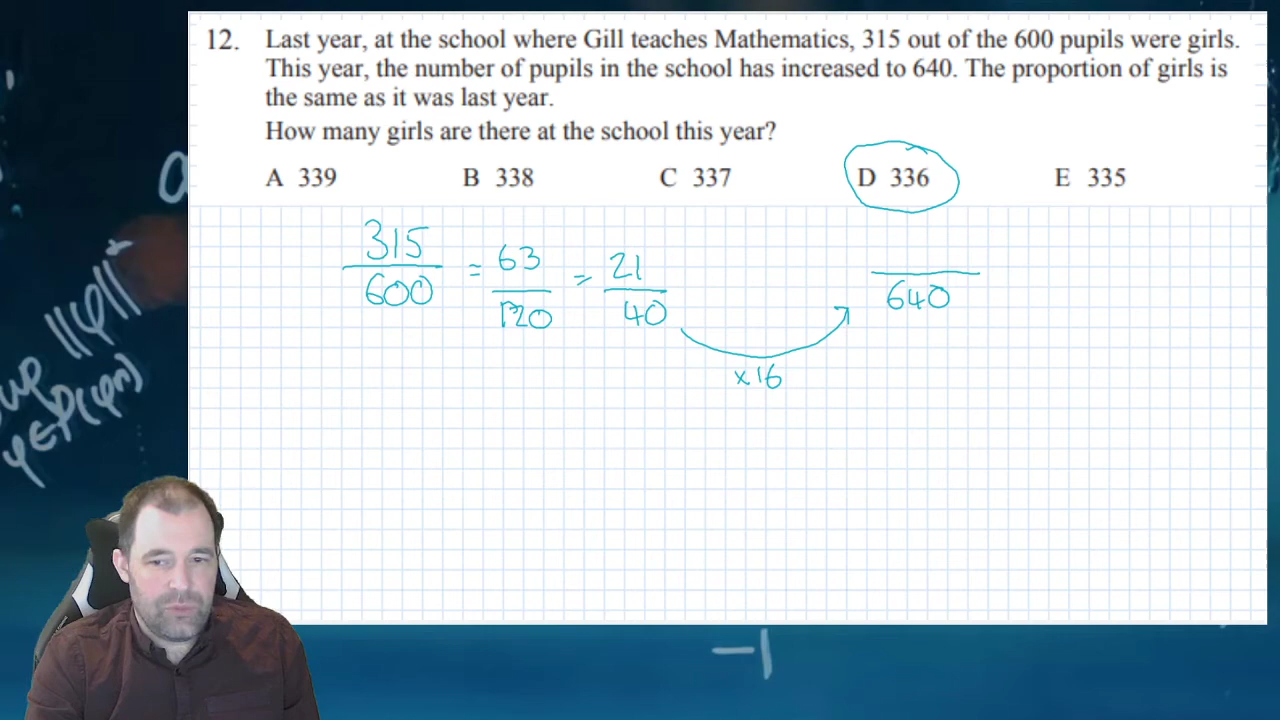 12. Last year, at the school where Gill teaches Mathematics, 315 out of the 600 pupils were girls.
This year, the number of pupils in the school has increased to 640. The proportion of girls is
the same as it was last year.
How many girls are there at the school this year?
A 339 B 338 C 337 D 336 E 335
315/600 = 63/120 = 21/40
/640
x16
||φ||
-1